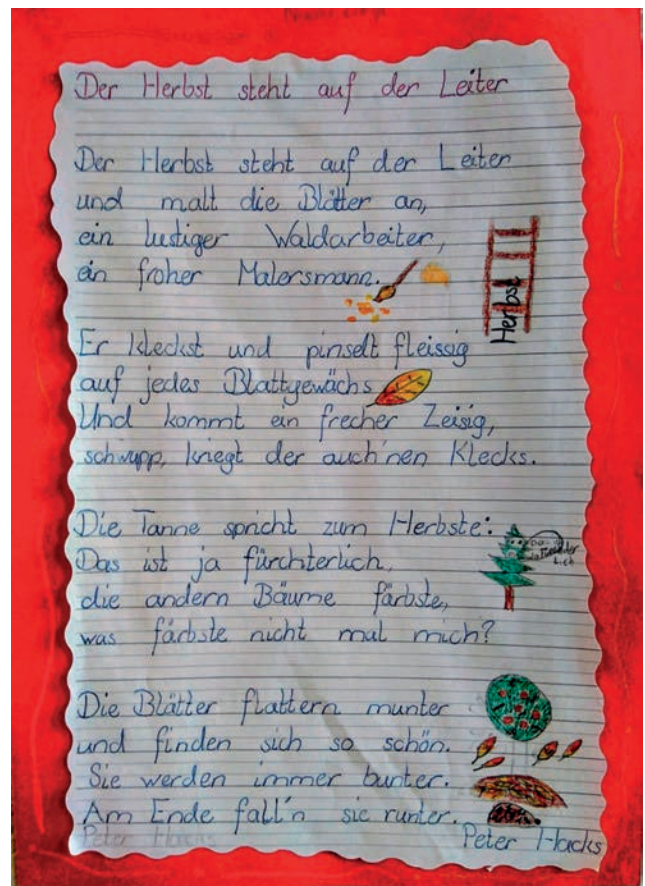 Der Herbst steht auf der Leiter
Der Herbst steht auf der Leiter
und malt die Blätter an,
ein lustiger Waldarbeiter,
ein froher Malersmann.
Herbst
Er kleckst und pinselt fleissig
auf jedes Blattgewächs
Und kommt ein frecher Zeisig,
schwupp, kriegt der auch'nen Klecks.
Die Tanne spricht zum Herbste:
Das ist ja fürchterlich,
die andern Bäume färbste,
was färbste nicht mal mich?
Die Blätter flattern munter
und finden sich so schön.
Sie werden immer bunter.
Am Ende fall'n sie runter.
Peter Hacks
Peter Hacks